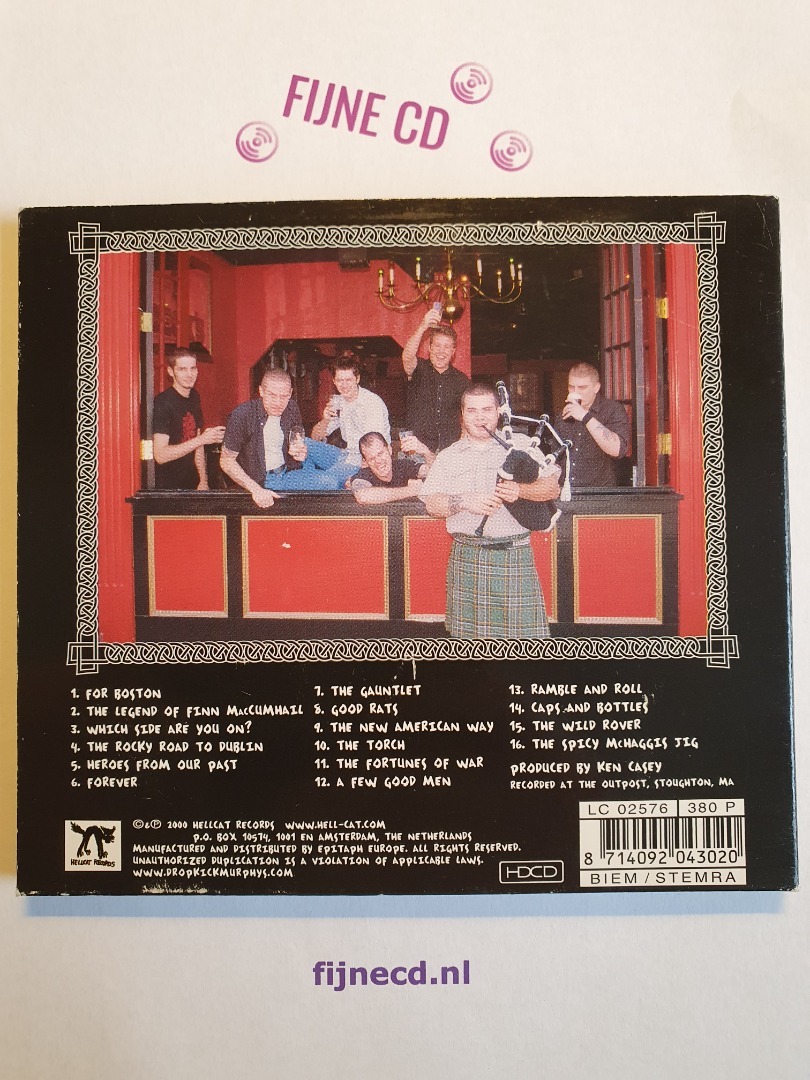 FIJNE CD
1. FOR BOSTON
2. THE LEGEND OF FINN MACCUMHAIL
3. WHICH SIDE ARE YOU ON?
4. THE ROCKY ROAD TO DUBLIN
5. HEROES FROM OUR PAST
6. FOREVER
7. THE GAUNTLET
8. GOOD RATS
9. THE NEW AMERICAN WAY
10. THE TORCH
11. THE FORTUNES OF WAR
12. A FEW GOOD MEN
13. RAMBLE AND ROLL
14. CAPS AND BOTTLES
15. THE WILD ROVER
16. THE SPICY MCHAGGIS JIG
PRODUCED BY KEN CASEY
RECORDED AT THE OUTPOST, STOUGHTON, MA
HELLCAT RECORDS
©&℗ 2000 HELLCAT RECORDS WWW.HELL-CAT.COM
P.O. BOX 10574, 1001 EN AMSTERDAM, THE NETHERLANDS
MANUFACTURED AND DISTRIBUTED BY EPITAPH EUROPE. ALL RIGHTS RESERVED.
UNAUTHORIZED DUPLICATION IS A VIOLATION OF APPLICABLE LAWS.
WWW.DROPKICKMURPHYS.COM
HDCD
LC 02576 380 P
8 714092 043020
BIEM / STEMRA
fijnecd.nl